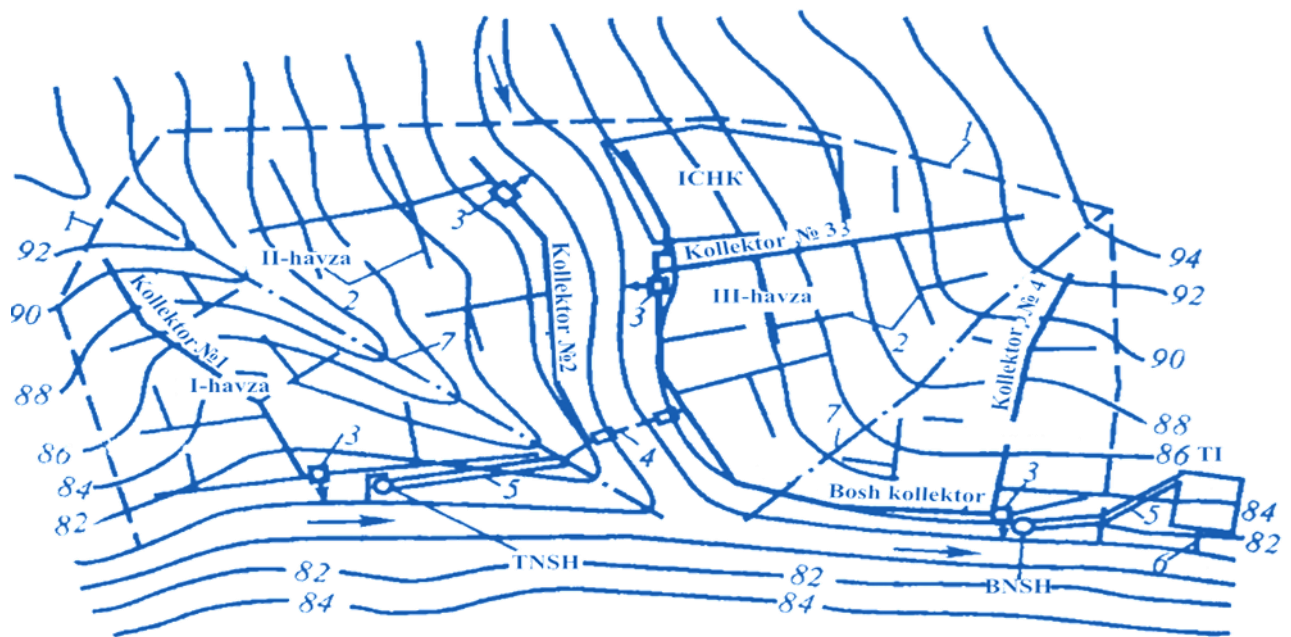 1
ICHK
3
1
92
II-havza
Kollektor № 33
94
Kollektor №2
90
Kollektor №1
2
7
III-havza
3
2
Kollektor № 4
92
90
88
I-havza
7
88
86
3
4
86 TI
84
5
Bosh kollektor
3
5
84
82
82
6
TNSH
BNSH
82
82
84
84